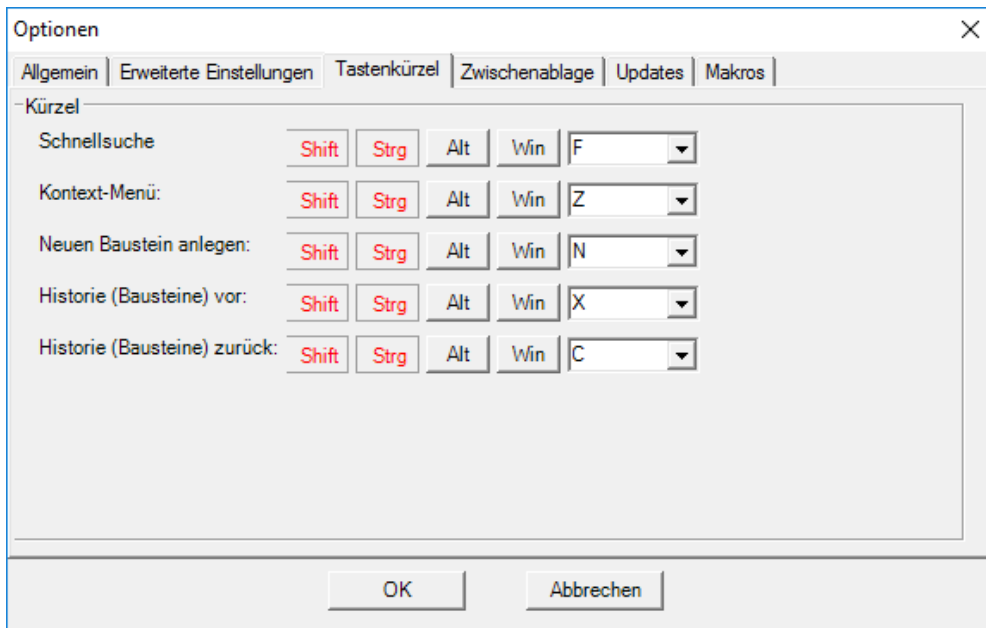 Optionen
Allgemein Erweiterte Einstellungen Tastenkürzel Zwischenablage Updates Makros
Kürzel
Schnellsuche Shift Strg Alt Win F
Kontext-Menü: Shift Strg Alt Win Z
Neuen Baustein anlegen: Shift Strg Alt Win N
Historie (Bausteine) vor: Shift Strg Alt Win X
Historie (Bausteine) zurück: Shift Strg Alt Win C
OK Abbrechen